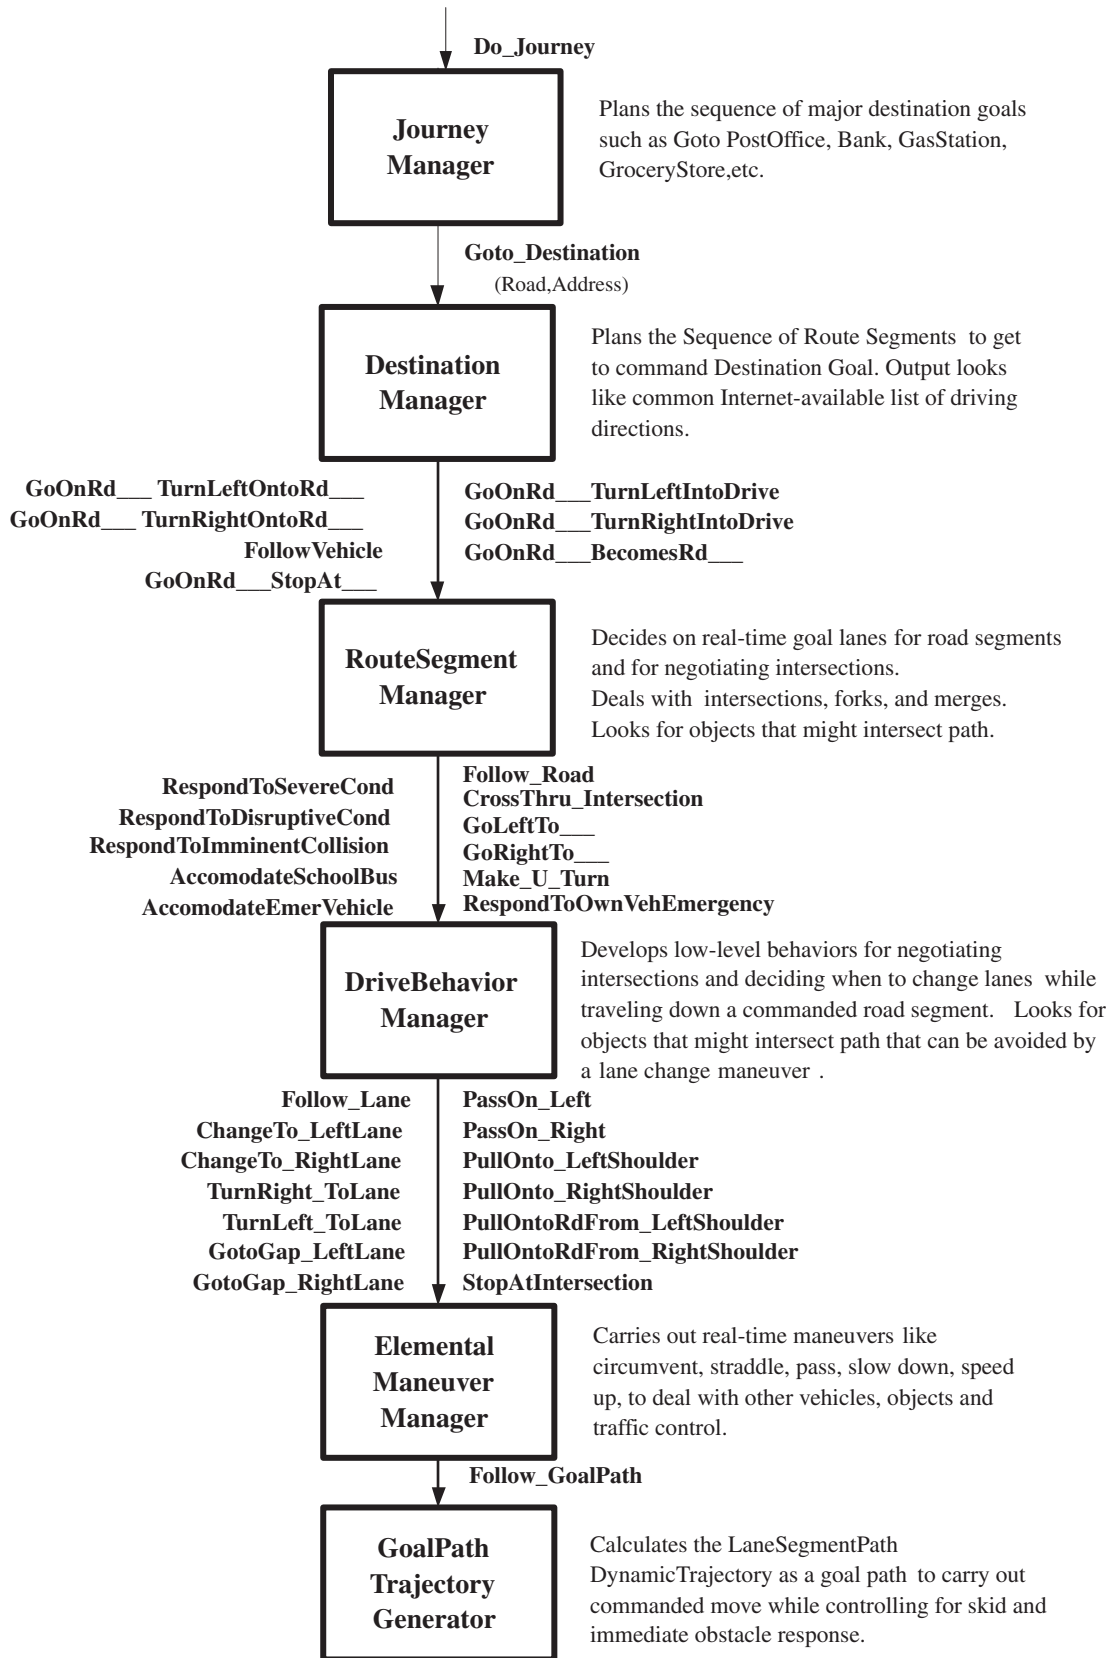 Do_Journey
Journey
Manager
Plans the sequence of major destination goals
such as Goto PostOffice, Bank, GasStation,
GroceryStore,etc.
Goto_Destination
(Road,Address)
Destination
Manager
Plans the Sequence of Route Segments to get
to command Destination Goal. Output looks
like common Internet-available list of driving
directions.
GoOnRd___ TurnLeftOntoRd___
GoOnRd___ TurnRightOntoRd___
FollowVehicle
GoOnRd___StopAt___
GoOnRd___TurnLeftIntoDrive
GoOnRd___TurnRightIntoDrive
GoOnRd___BecomesRd___
RouteSegment
Manager
Decides on real-time goal lanes for road segments
and for negotiating intersections.
Deals with intersections, forks, and merges.
Looks for objects that might intersect path.
RespondToSevereCond
RespondToDisruptiveCond
RespondToImminentCollision
AccomodateSchoolBus
AccomodateEmerVehicle
Follow_Road
CrossThru_Intersection
GoLeftTo___
GoRightTo___
Make_U_Turn
RespondToOwnVehEmergency
DriveBehavior
Manager
Develops low-level behaviors for negotiating
intersections and deciding when to change lanes while
traveling down a commanded road segment. Looks for
objects that might intersect path that can be avoided by
a lane change maneuver .
Follow_Lane
ChangeTo_LeftLane
ChangeTo_RightLane
TurnRight_ToLane
TurnLeft_ToLane
GotoGap_LeftLane
GotoGap_RightLane
PassOn_Left
PassOn_Right
PullOnto_LeftShoulder
PullOnto_RightShoulder
PullOntoRdFrom_LeftShoulder
PullOntoRdFrom_RightShoulder
StopAtIntersection
Elemental
Maneuver
Manager
Carries out real-time maneuvers like
circumvent, straddle, pass, slow down, speed
up, to deal with other vehicles, objects and
traffic control.
Follow_GoalPath
GoalPath
Trajectory
Generator
Calculates the LaneSegmentPath
DynamicTrajectory as a goal path to carry out
commanded move while controlling for skid and
immediate obstacle response.